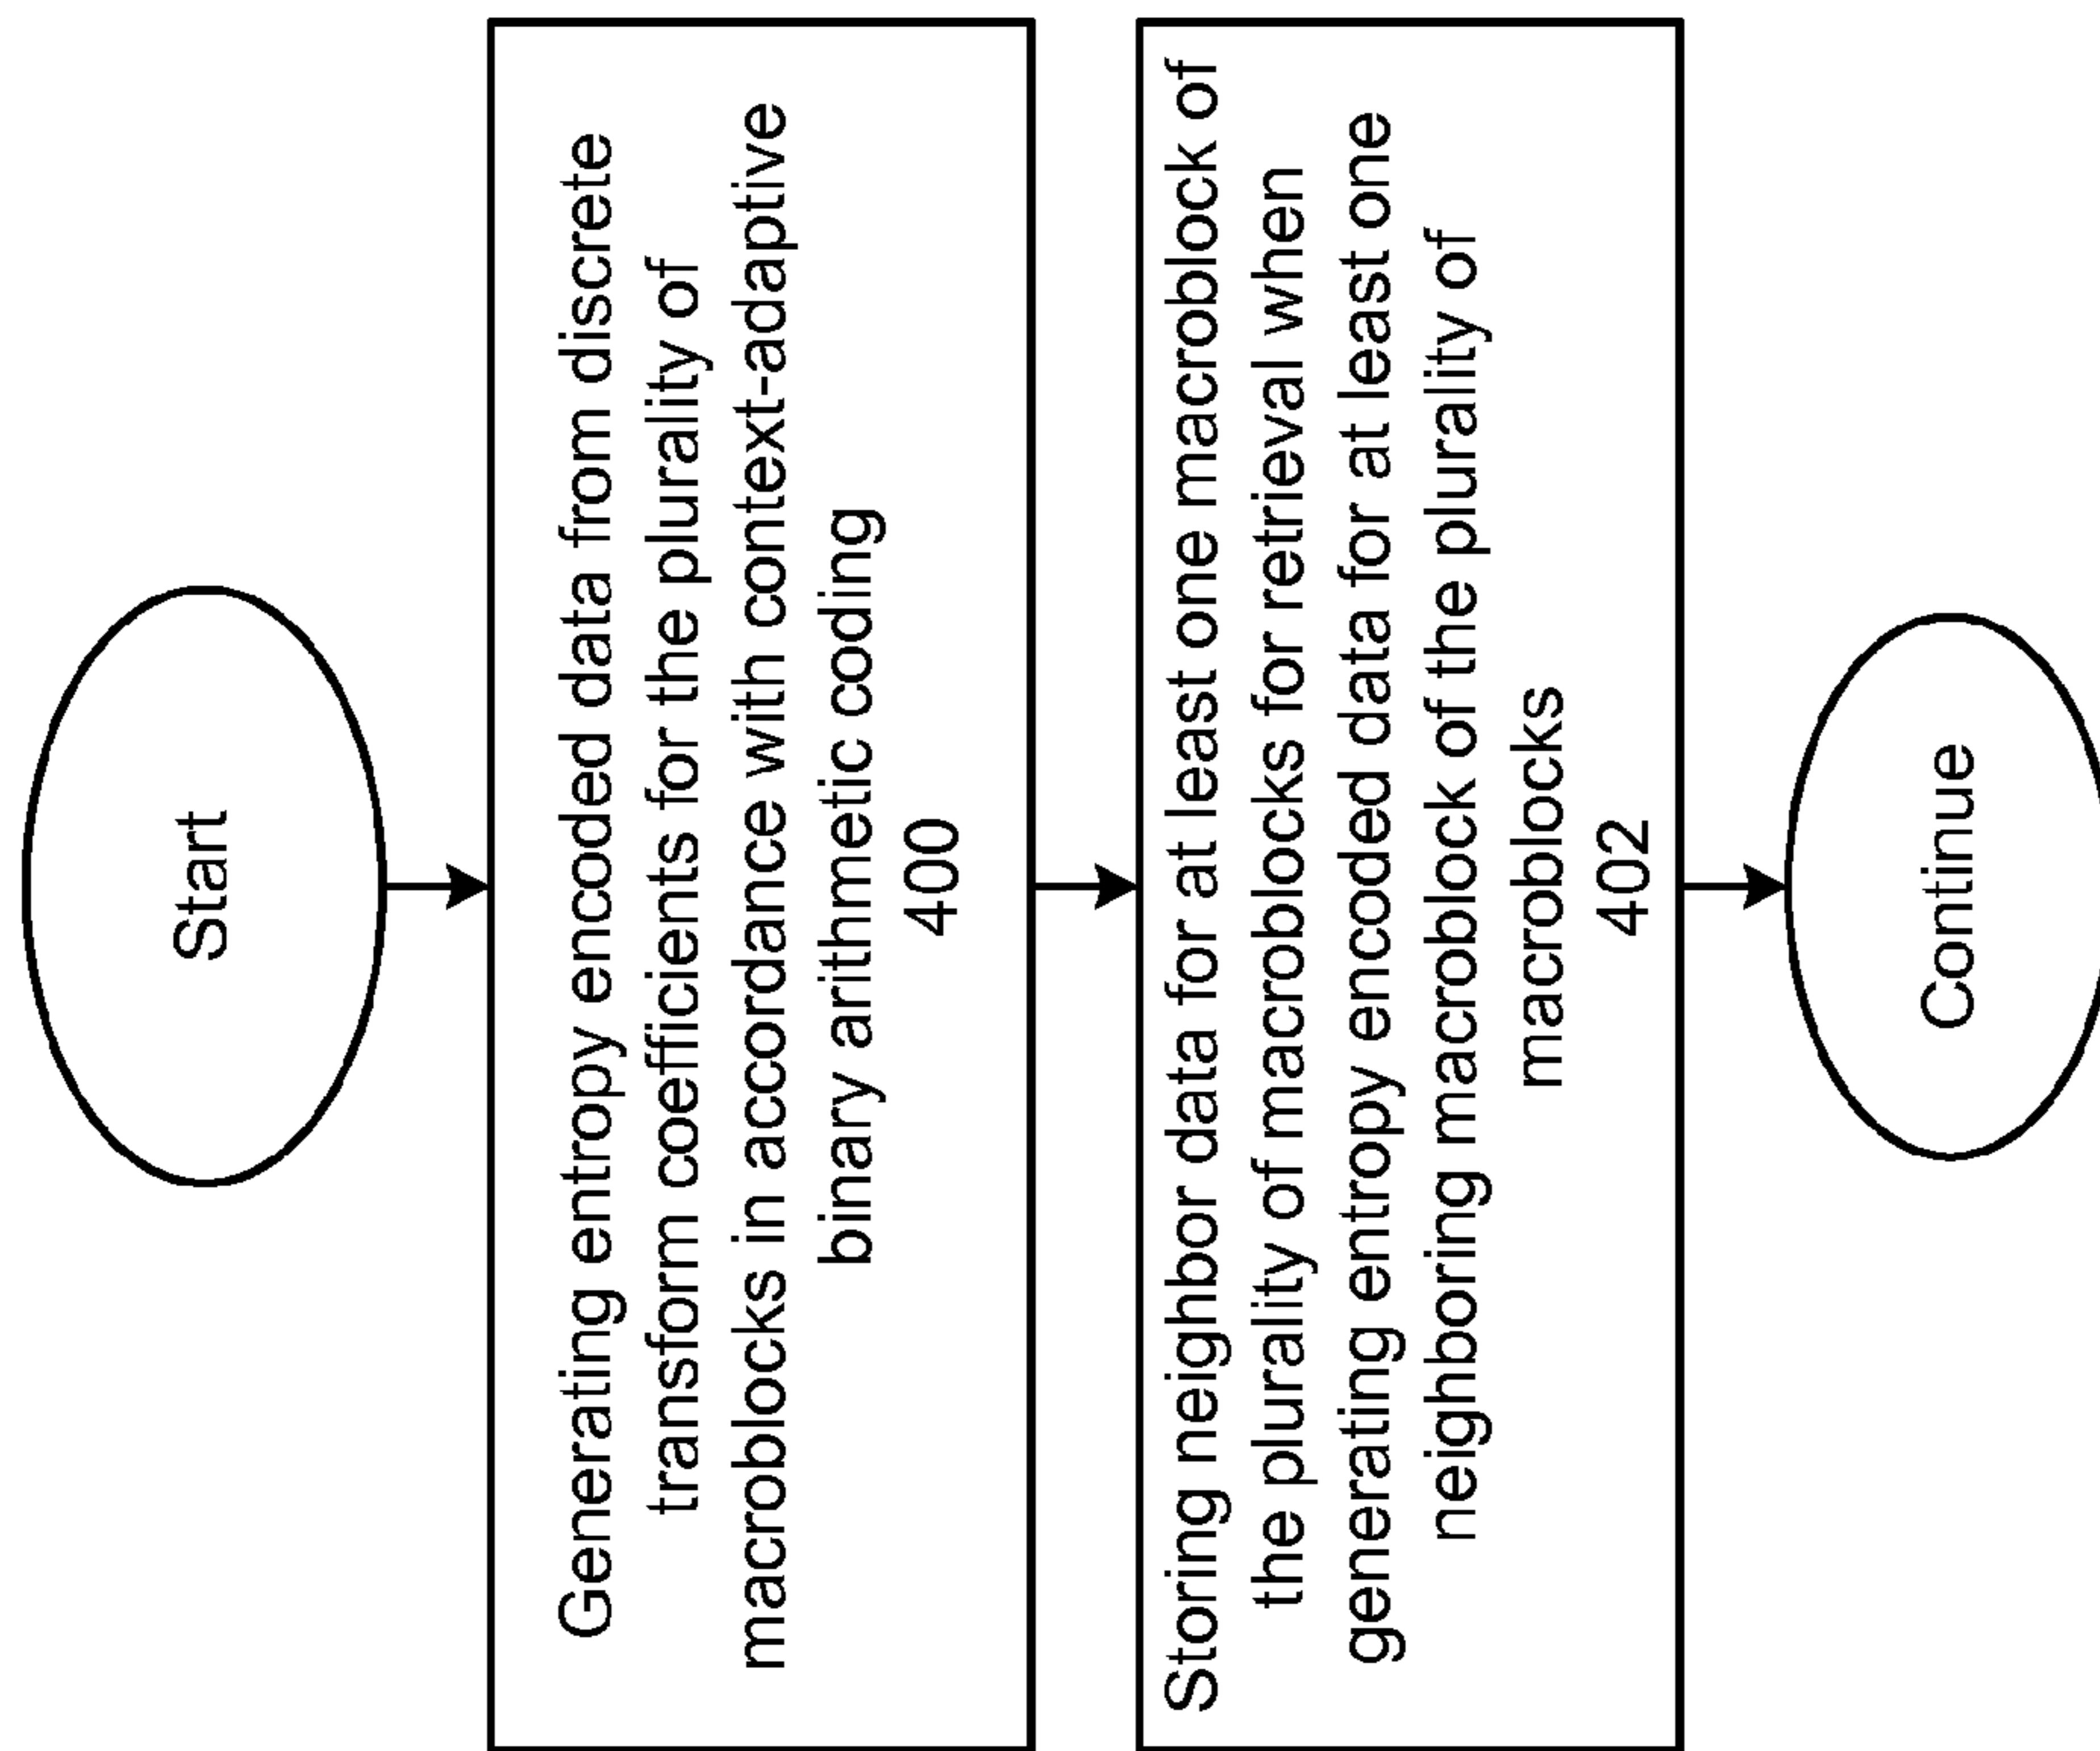 Start
Generating entropy encoded data from discrete
transform coefficients for the plurality of
macroblocks in accordance with context-adaptive
binary arithmetic coding
400
Storing neighbor data for at least one macroblock of
the plurality of macroblocks for retrieval when
generating entropy encoded data for at least one
neighboring macroblock of the plurality of
macroblocks
402
Continue